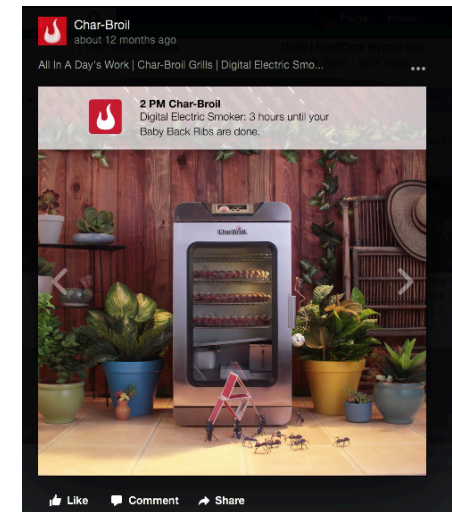 Char-Broil
about 12 months ago
All In A Day's Work | Char-Broil Grills | Digital Electric Smo...
2 PM Char-Broil
Digital Electric Smoker: 3 hours until your
Baby Back Ribs are done.
Char-Broil
Like Comment Share